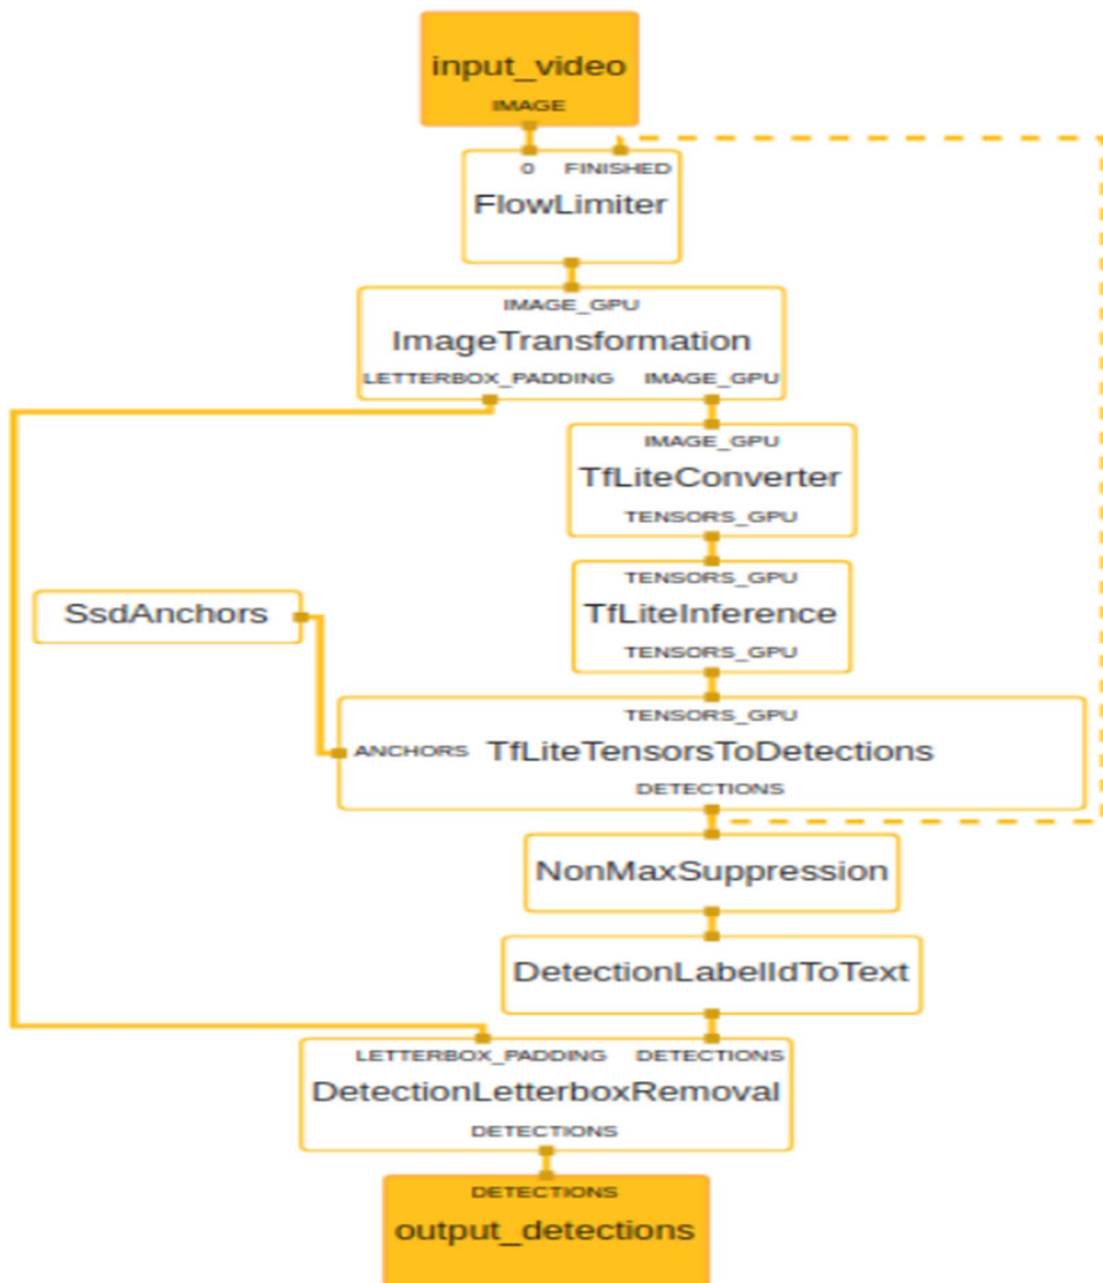 input_video
IMAGE
0 FINISHED
FlowLimiter
IMAGE_GPU
ImageTransformation
LETTERBOX_PADDING IMAGE_GPU
IMAGE_GPU
TfLiteConverter
TENSORS_GPU
TENSORS_GPU
SsdAnchors
TfLiteInference
TENSORS_GPU
TENSORS_GPU
ANCHORS TfLiteTensorsToDetections
DETECTIONS
NonMaxSuppression
DetectionLabelIdToText
LETTERBOX_PADDING DETECTIONS
DetectionLetterboxRemoval
DETECTIONS
DETECTIONS
output_detections